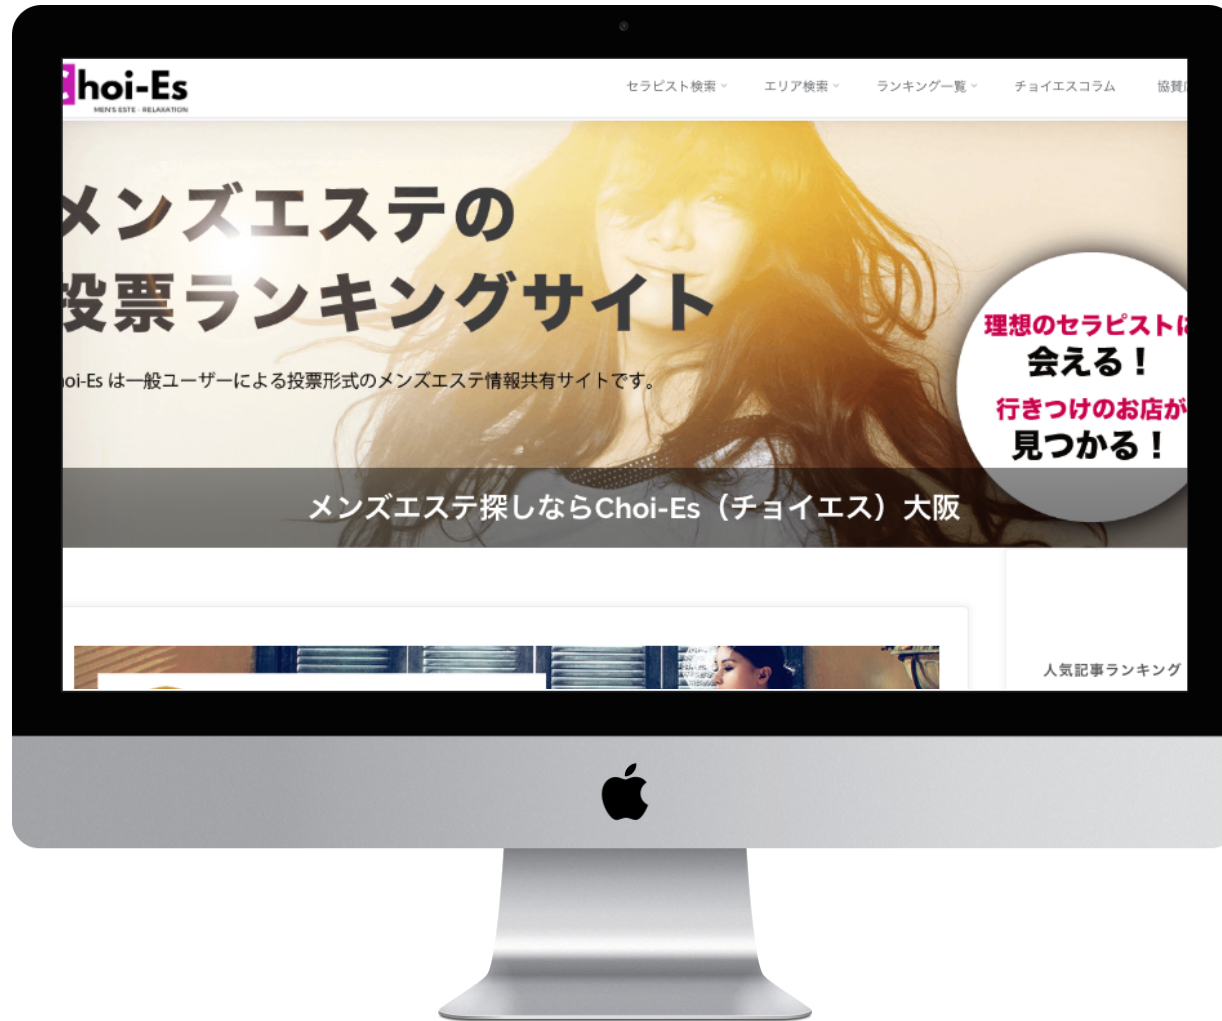 Choi-Es
MEN'S ESTE - RELAXATION
セラピスト検索 エリア検索 ランキング一覧 チョイエスコラム 協賛
メンズエステの
投票ランキングサイト
oi-Es は一般ユーザーによる投票形式のメンズエステ情報共有サイトです。
理想のセラピストに
会える！
行きつけのお店が
見つかる！
メンズエステ探しならChoi-Es（チョイエス）大阪
人気記事ランキング